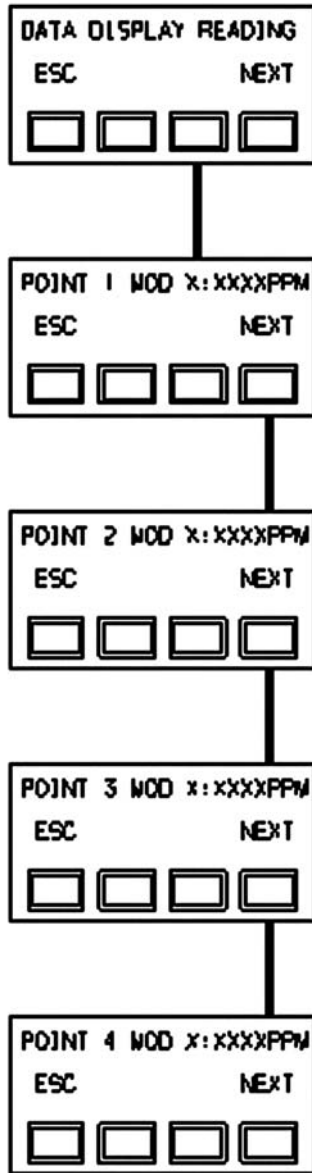 DATA DISPLAY READING
ESC NEXT
POINT 1 MOD X:XXXXPPM
ESC NEXT
POINT 2 MOD X:XXXXPPM
ESC NEXT
POINT 3 MOD X:XXXXPPM
ESC NEXT
POINT 4 MOD X:XXXXPPM
ESC NEXT